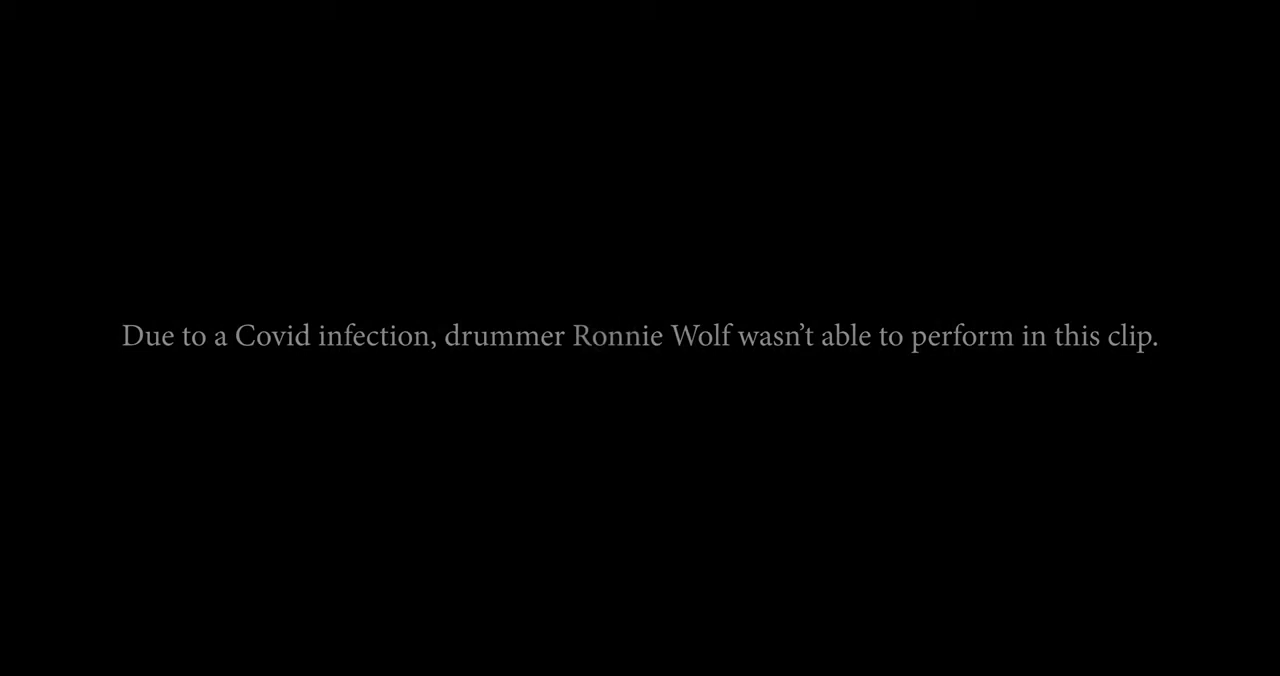 Due to a Covid infection, drummer Ronnie Wolf wasn’t able to perform in this clip.